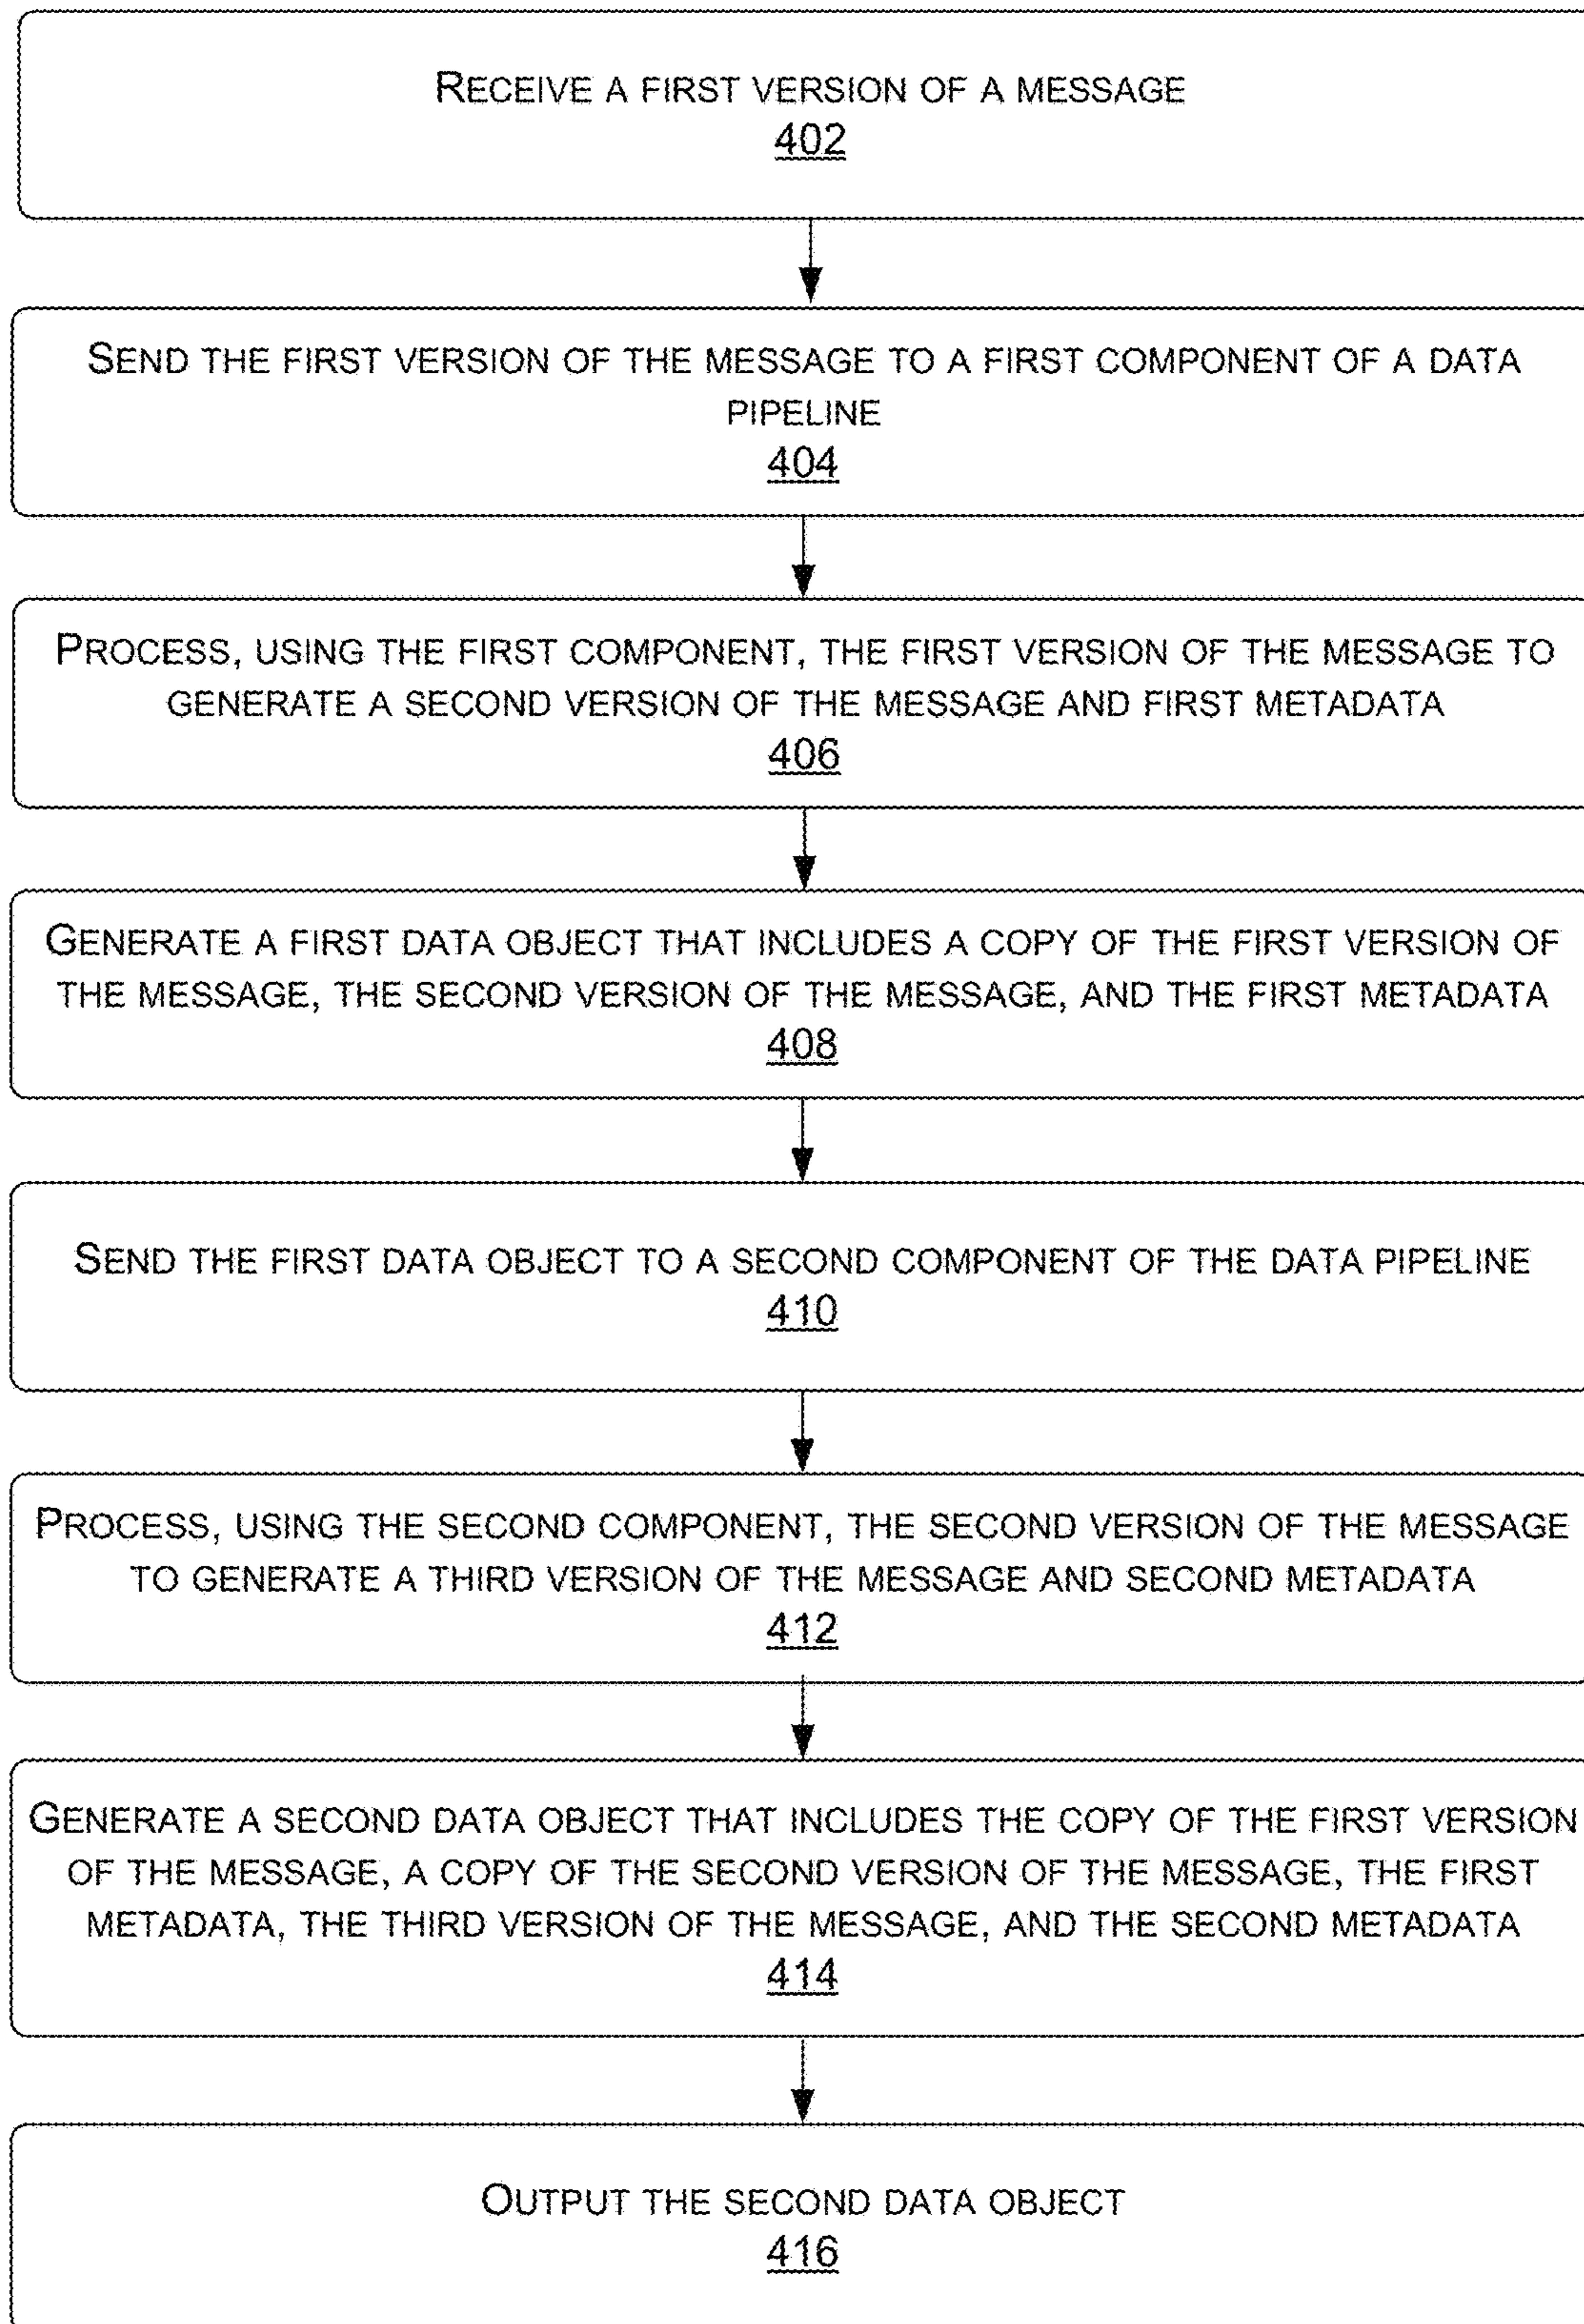 RECEIVE A FIRST VERSION OF A MESSAGE
402
SEND THE FIRST VERSION OF THE MESSAGE TO A FIRST COMPONENT OF A DATA
PIPELINE
404
PROCESS, USING THE FIRST COMPONENT, THE FIRST VERSION OF THE MESSAGE TO
GENERATE A SECOND VERSION OF THE MESSAGE AND FIRST METADATA
406
GENERATE A FIRST DATA OBJECT THAT INCLUDES A COPY OF THE FIRST VERSION OF
THE MESSAGE, THE SECOND VERSION OF THE MESSAGE, AND THE FIRST METADATA
408
SEND THE FIRST DATA OBJECT TO A SECOND COMPONENT OF THE DATA PIPELINE
410
PROCESS, USING THE SECOND COMPONENT, THE SECOND VERSION OF THE MESSAGE
TO GENERATE A THIRD VERSION OF THE MESSAGE AND SECOND METADATA
412
GENERATE A SECOND DATA OBJECT THAT INCLUDES THE COPY OF THE FIRST VERSION
OF THE MESSAGE, A COPY OF THE SECOND VERSION OF THE MESSAGE, THE FIRST
METADATA, THE THIRD VERSION OF THE MESSAGE, AND THE SECOND METADATA
414
OUTPUT THE SECOND DATA OBJECT
416